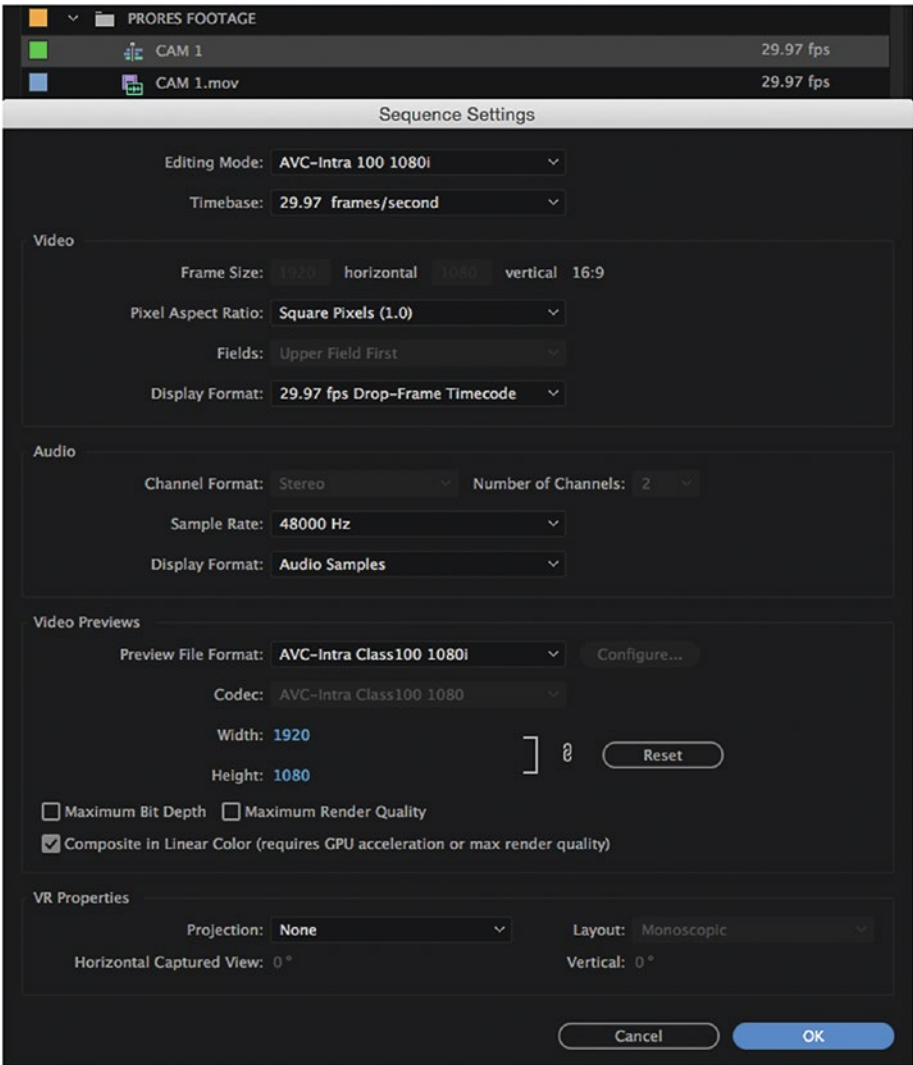 PRORES FOOTAGE
CAM 1 29.97 fps
CAM 1.mov 29.97 fps
Sequence Settings
Editing Mode: AVC-Intra 100 1080i
Timebase: 29.97 frames/second
Video
Frame Size: 1920 horizontal 1080 vertical 16:9
Pixel Aspect Ratio: Square Pixels (1.0)
Fields: Upper Field First
Display Format: 29.97 fps Drop-Frame Timecode
Audio
Channel Format: Stereo Number of Channels: 2
Sample Rate: 48000 Hz
Display Format: Audio Samples
Video Previews
Preview File Format: AVC-Intra Class100 1080i Configure...
Codec: AVC-Intra Class100 1080
Width: 1920
Reset
Height: 1080
Maximum Bit Depth Maximum Render Quality
Composite in Linear Color (requires GPU acceleration or max render quality)
VR Properties
Projection: None Layout: Monoscopic
Horizontal Captured View: 0° Vertical: 0°
Cancel OK